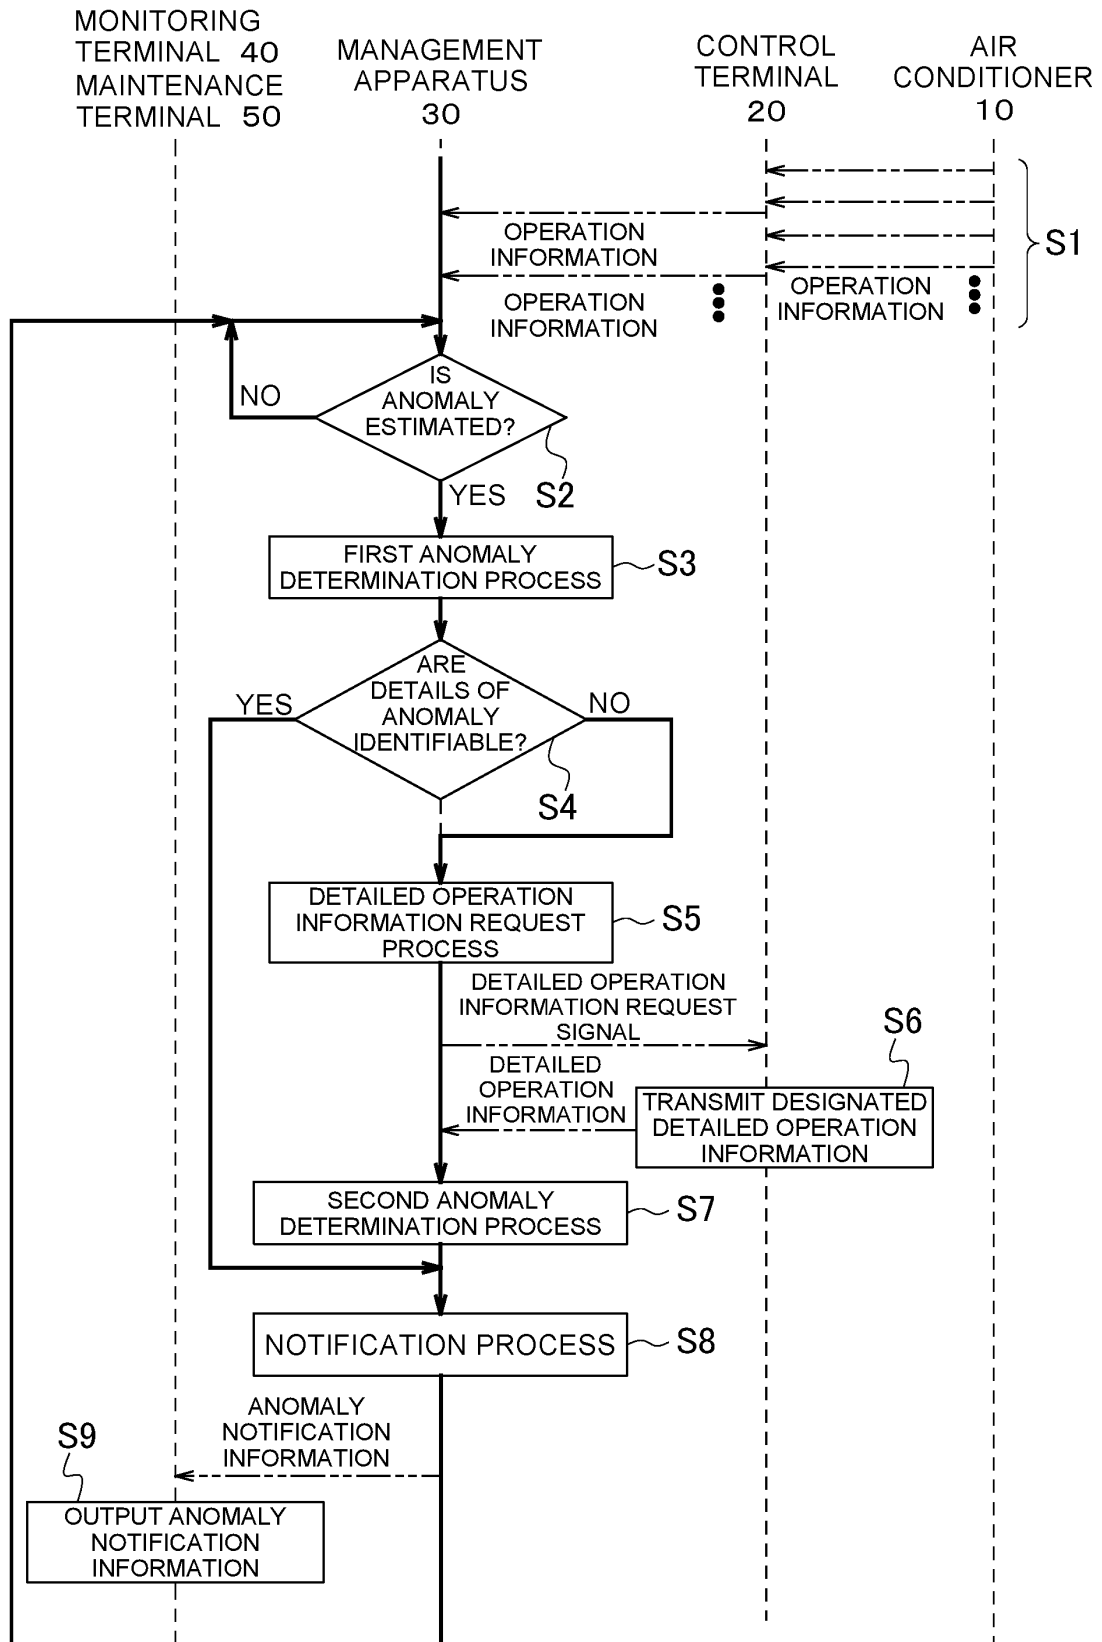 MONITORING
TERMINAL 40
MAINTENANCE
TERMINAL 50
MANAGEMENT
APPARATUS
30
CONTROL
TERMINAL
20
AIR
CONDITIONER
10
S1
OPERATION
INFORMATION
OPERATION
INFORMATION
OPERATION
INFORMATION
IS
ANOMALY
ESTIMATED?
NO
S2
YES
FIRST ANOMALY
DETERMINATION PROCESS
S3
ARE
DETAILS OF
ANOMALY
IDENTIFIABLE?
YES
NO
S4
DETAILED OPERATION
INFORMATION REQUEST
PROCESS
S5
DETAILED OPERATION
INFORMATION REQUEST
SIGNAL
S6
DETAILED
OPERATION
INFORMATION
TRANSMIT DESIGNATED
DETAILED OPERATION
INFORMATION
SECOND ANOMALY
DETERMINATION PROCESS
S7
NOTIFICATION PROCESS
S8
ANOMALY
NOTIFICATION
INFORMATION
S9
OUTPUT ANOMALY
NOTIFICATION
INFORMATION